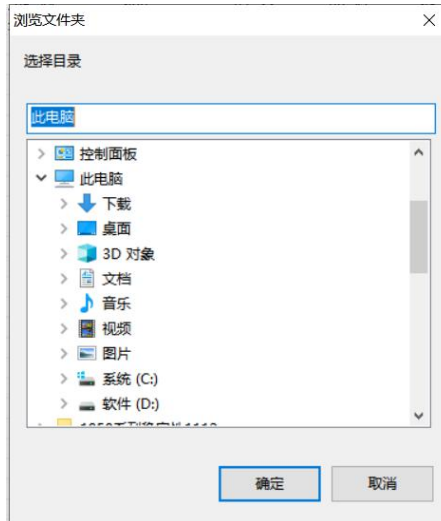 浏览文件夹
选择目录
此电脑
控制面板
此电脑
下载
桌面
3D 对象
文档
音乐
视频
图片
系统 (C:)
软件 (D:)
确定
取消